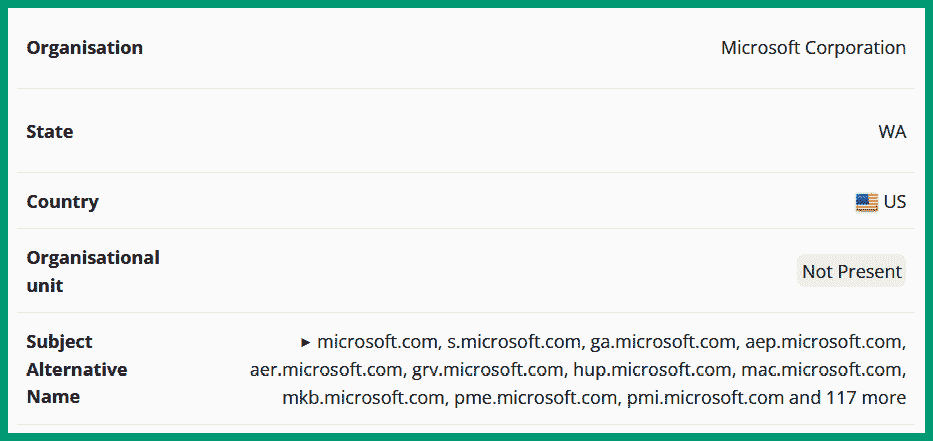 Organisation Microsoft Corporation
State WA
Country US
Organisational
unit
Not Present
Subject
Alternative
Name
▸ microsoft.com, s.microsoft.com, ga.microsoft.com, aep.microsoft.com,
aer.microsoft.com, grv.microsoft.com, hup.microsoft.com, mac.microsoft.com,
mkb.microsoft.com, pme.microsoft.com, pmi.microsoft.com and 117 more